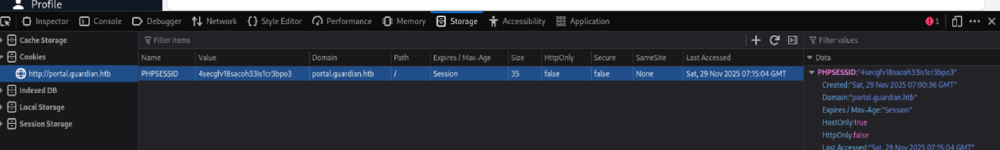 Profile
Inspector Console Debugger Network Style Editor Performance Memory Storage Accessibility Application 1
Cache Storage
Cookies
http://portal.guardian.htb
Indexed DB
Local Storage
Session Storage
Filter Items
Name Value Domain Path Expires / Max-Age Size HttpOnly Secure SameSite Last Accessed
PHPSESSID 4secgfv18sacoh33is1cr3bpo3 portal.guardian.htb / Session 35 false false None Sat, 29 Nov 2025 07:15:04 GMT
Filter values
Data
PHPSESSID:"4secgfv18sacoh33is1cr3bpo3"
Created:"Sat, 29 Nov 2025 07:00:36 GMT"
Domain:"portal.guardian.htb"
Expires / Max-Age:"Session"
HostOnly:true
HttpOnly:false
Last Accessed:"Sat, 29 Nov 2025 07:15:04 GMT"